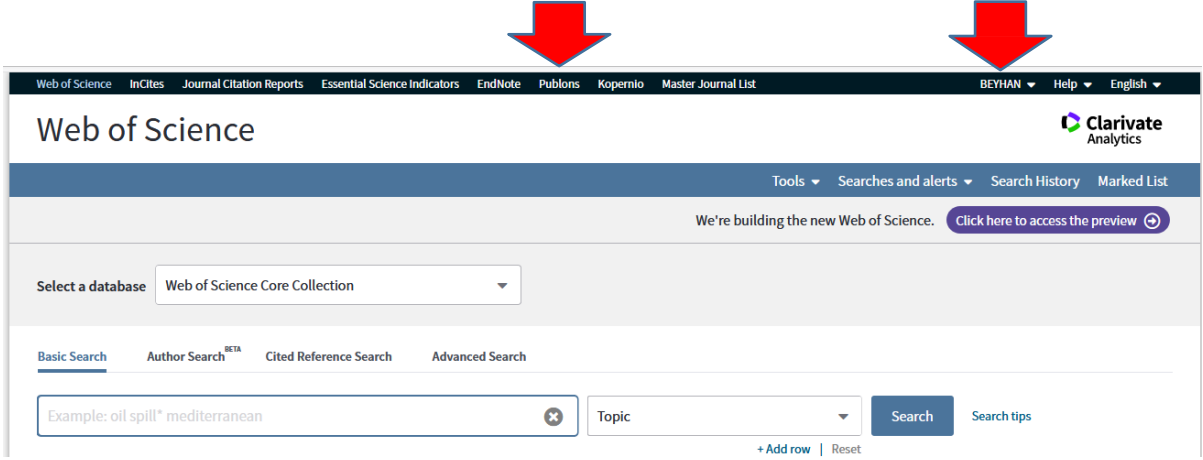 Web of Science InCites Journal Citation Reports Essential Science Indicators EndNote Publons Kopernio Master Journal List BEYHAN Help English
Web of Science
Clarivate
Analytics
Tools Searches and alerts Search History Marked List
We're building the new Web of Science. Click here to access the preview
Select a database Web of Science Core Collection
Basic Search Author Search BETA Cited Reference Search Advanced Search
Example: oil spill* mediterranean Topic Search Search tips
+ Add row | Reset